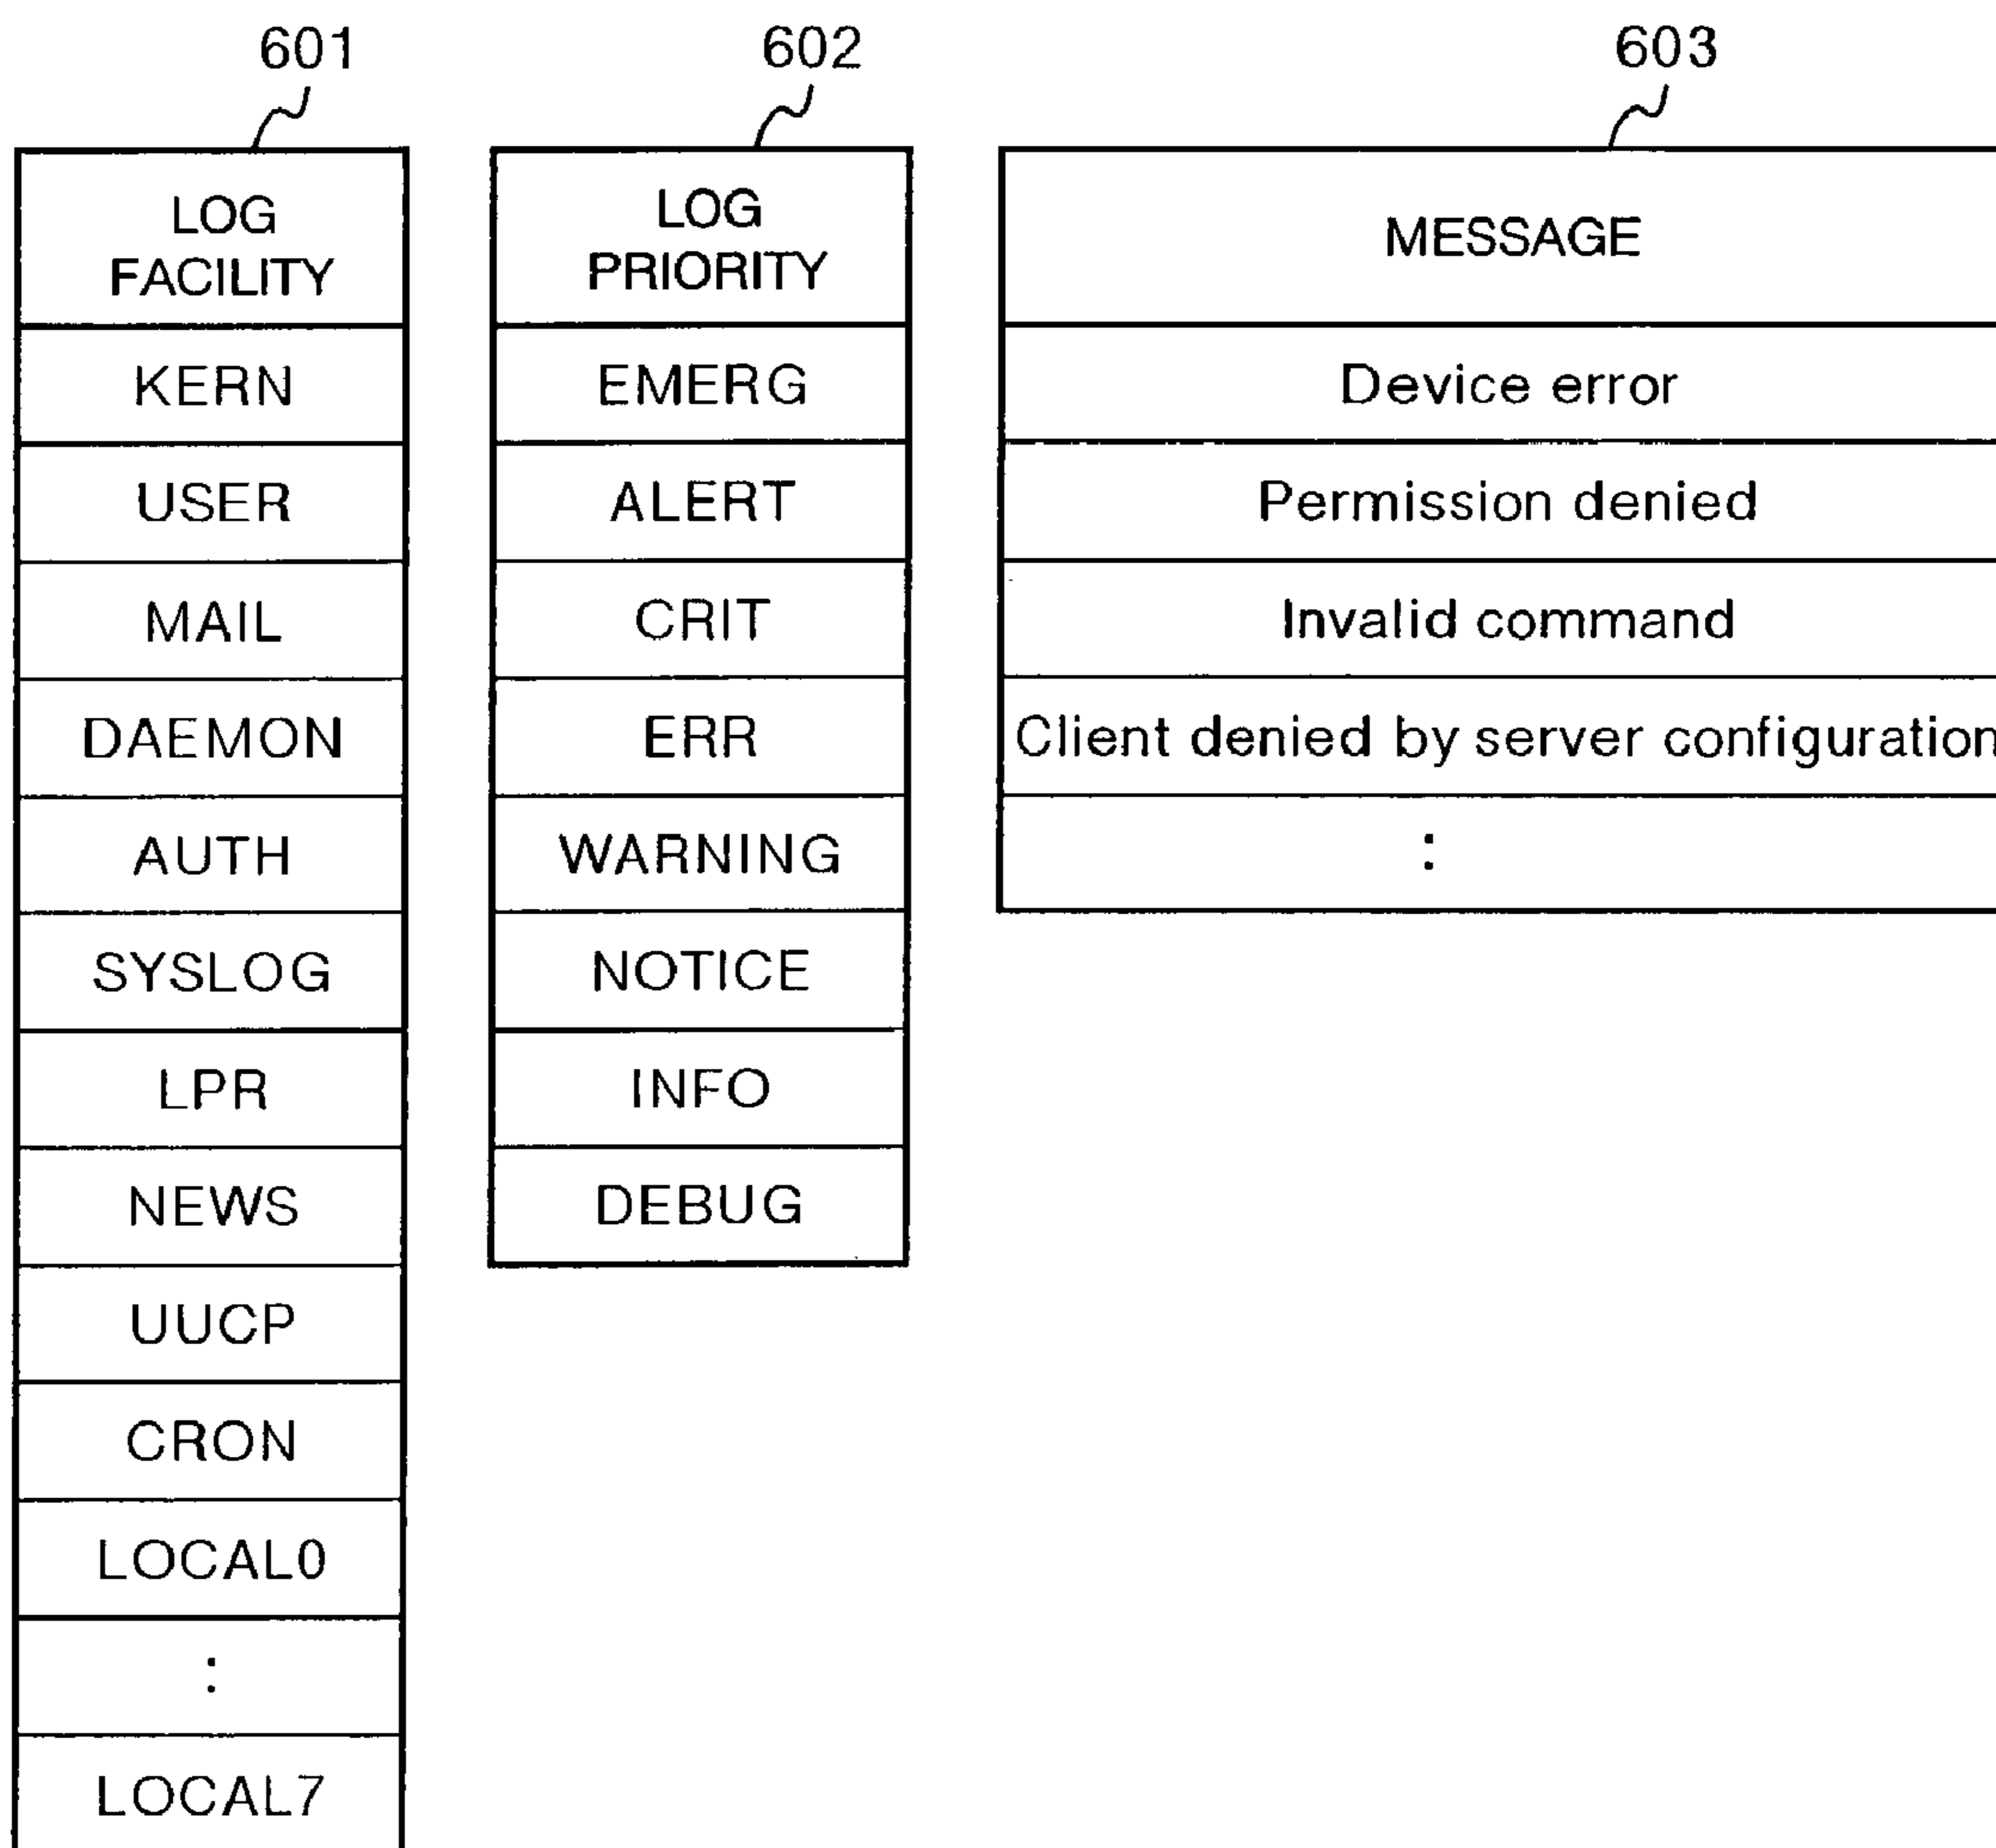 601
602
603
LOG
FACILITY
KERN
USER
MAIL
DAEMON
AUTH
SYSLOG
LPR
NEWS
UUCP
CRON
LOCAL0
:
LOCAL7
LOG
PRIORITY
EMERG
ALERT
CRIT
ERR
WARNING
NOTICE
INFO
DEBUG
MESSAGE
Device error
Permission denied
Invalid command
Client denied by server configuration
: